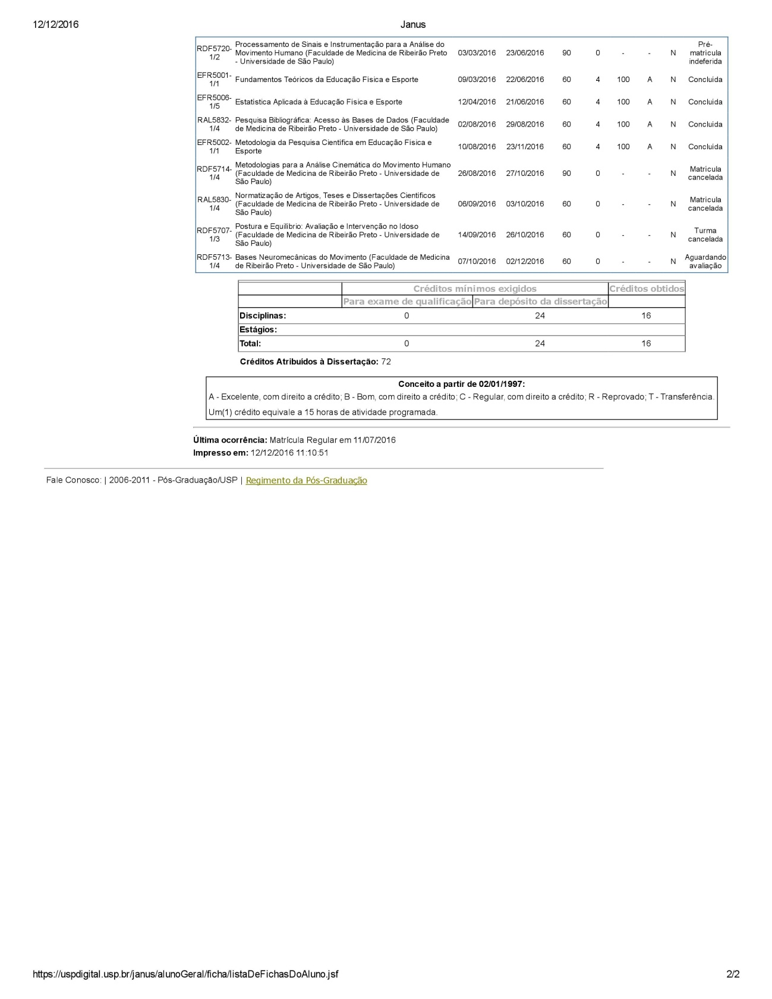 12/12/2016 Janus
RDF5720-1/2 Processamento de Sinais e Instrumentação para a Análise do Movimento Humano (Faculdade de Medicina de Ribeirão Preto - Universidade de São Paulo) 03/03/2016 23/06/2016 90 0 - - N Pré-matrícula indeferida
EFR5001-1/1 Fundamentos Teóricos da Educação Física e Esporte 09/03/2016 22/06/2016 60 4 100 A N Concluída
EFR5006-1/5 Estatística Aplicada à Educação Física e Esporte 12/04/2016 21/06/2016 60 4 100 A N Concluída
RAL5832-1/4 Pesquisa Bibliográfica: Acesso às Bases de Dados (Faculdade de Medicina de Ribeirão Preto - Universidade de São Paulo) 02/08/2016 29/08/2016 60 4 100 A N Concluída
EFR5002-1/1 Metodologia da Pesquisa Científica em Educação Física e Esporte 10/08/2016 23/11/2016 60 4 100 A N Concluída
RDF5714-1/4 Metodologias para a Análise Cinemática do Movimento Humano (Faculdade de Medicina de Ribeirão Preto - Universidade de São Paulo) 26/08/2016 27/10/2016 90 0 - - N Matrícula cancelada
RAL5830-1/4 Normatização de Artigos, Teses e Dissertações Científicos (Faculdade de Medicina de Ribeirão Preto - Universidade de São Paulo) 06/09/2016 03/10/2016 60 0 - - N Matrícula cancelada
RDF5707-1/3 Postura e Equilíbrio: Avaliação e Intervenção no Idoso (Faculdade de Medicina de Ribeirão Preto - Universidade de São Paulo) 14/09/2016 26/10/2016 60 0 - - N Turma cancelada
RDF5713-1/4 Bases Neuromecânicas do Movimento (Faculdade de Medicina de Ribeirão Preto - Universidade de São Paulo) 07/10/2016 02/12/2016 60 0 - - N Aguardando avaliação
Créditos mínimos exigidos Créditos obtidos
Para exame de qualificação Para depósito da dissertação
Disciplinas: 0 24 16
Estágios:
Total: 0 24 16
Créditos Atribuídos à Dissertação: 72
Conceito a partir de 02/01/1997:
A - Excelente, com direito a crédito; B - Bom, com direito a crédito; C - Regular, com direito a crédito; R - Reprovado; T - Transferência.
Um(1) crédito equivale a 15 horas de atividade programada.
Última ocorrência: Matrícula Regular em 11/07/2016
Impresso em: 12/12/2016 11:10:51
Fale Conosco: | 2006-2011 - Pós-Graduação/USP | Regimento da Pós-Graduação
https://uspdigital.usp.br/janus/alunoGeral/ficha/listaDeFichasDoAluno.jsf 2/2